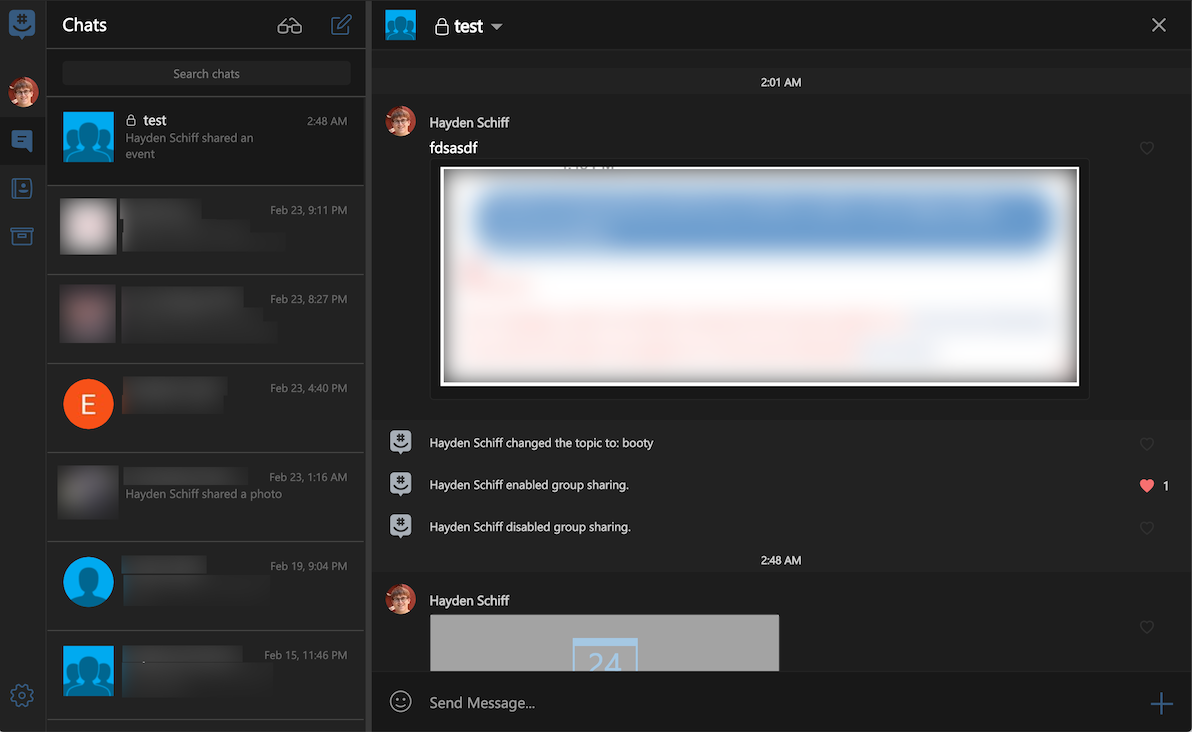 Chats
Search chats
test
2:48 AM
Hayden Schiff shared an
event
Feb 23, 9:11 PM
Feb 23, 8:27 PM
E
Feb 23, 4:40 PM
Feb 23, 1:16 AM
Hayden Schiff shared a photo
Feb 19, 9:04 PM
Feb 15, 11:46 PM
test
2:01 AM
Hayden Schiff
fdsasdf
Hayden Schiff changed the topic to: booty
Hayden Schiff enabled group sharing.
1
Hayden Schiff disabled group sharing.
2:48 AM
Hayden Schiff
24
Send Message...